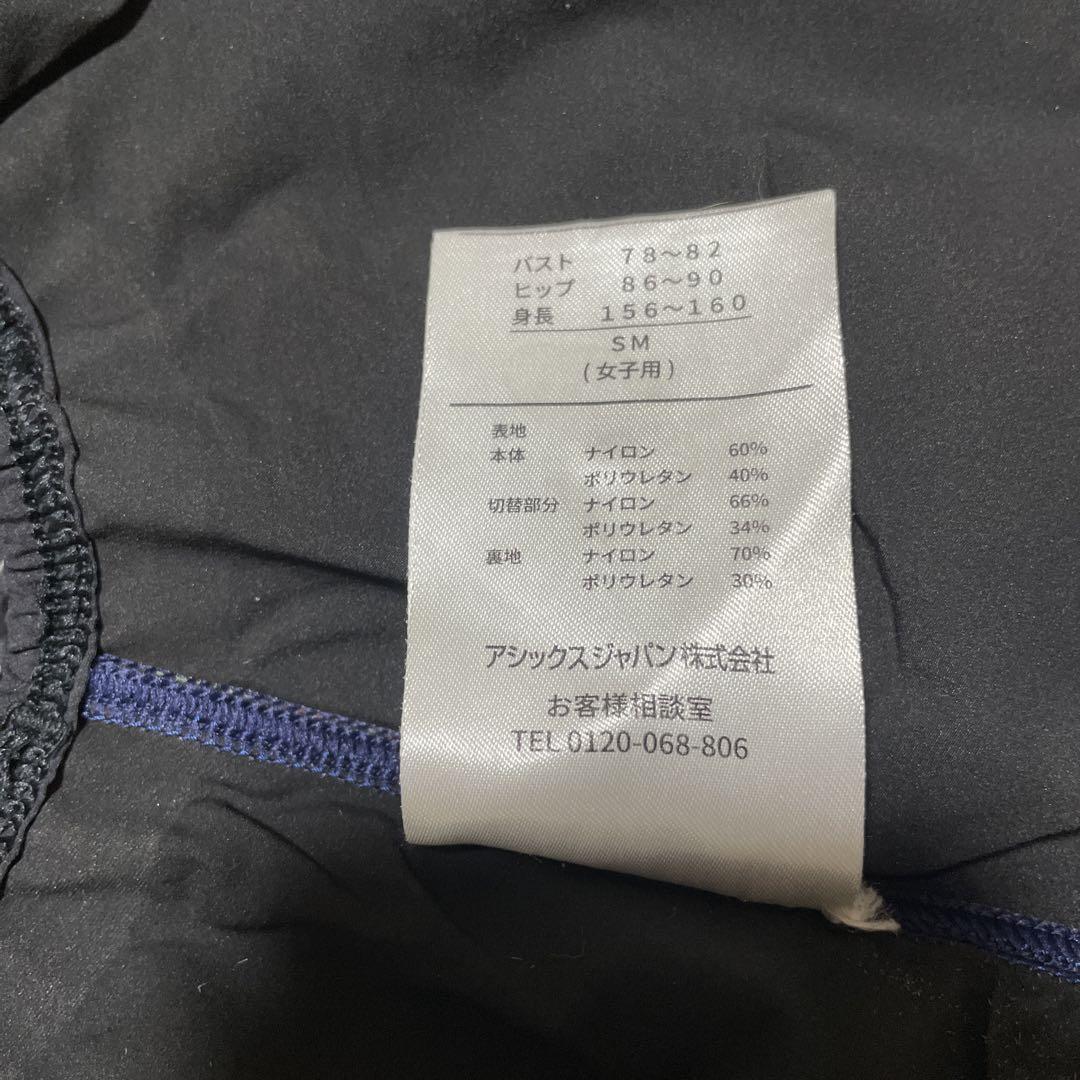 バスト 78～82
ヒップ 86～90
身長 156～160
SM
(女子用)
表地
本体 ナイロン 60%
ポリウレタン 40%
切替部分 ナイロン 66%
ポリウレタン 34%
裏地 ナイロン 70%
ポリウレタン 30%
アシックスジャパン株式会社
お客様相談室
TEL 0120-068-806